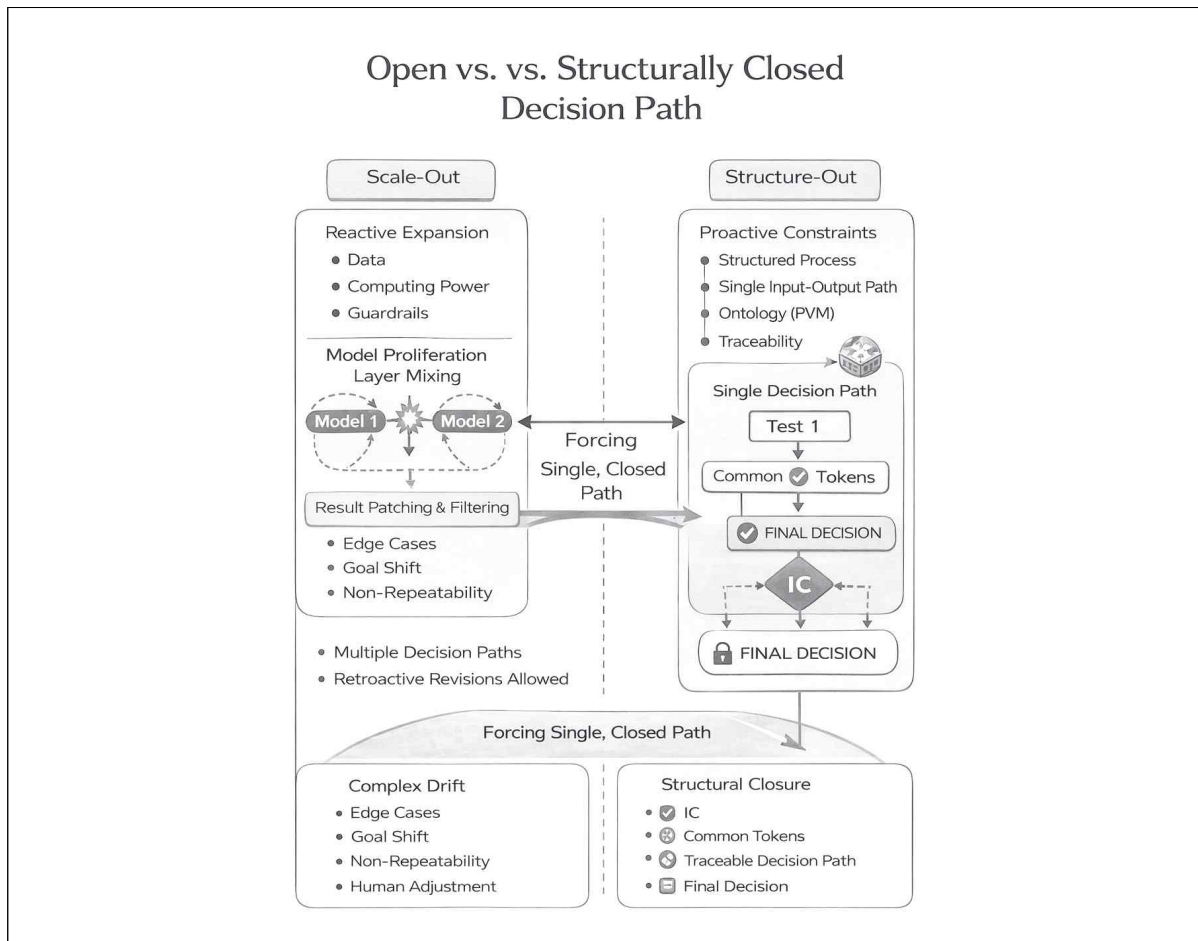 Open vs. vs. Structurally Closed
Decision Path
Scale-Out
Reactive Expansion
• Data
• Computing Power
• Guardrails
Model Proliferation
Layer Mixing
Model 1
Model 2
Result Patching & Filtering
• Edge Cases
• Goal Shift
• Non-Repeatability
• Multiple Decision Paths
• Retroactive Revisions Allowed
Forcing
Single, Closed
Path
Structure-Out
Proactive Constraints
• Structured Process
• Single Input-Output Path
• Ontology (PVM)
• Traceability
Single Decision Path
Test 1
Common Tokens
FINAL DECISION
IC
FINAL DECISION
Forcing Single, Closed Path
Complex Drift
• Edge Cases
• Goal Shift
• Non-Repeatability
• Human Adjustment
Structural Closure
• IC
• Common Tokens
• Traceable Decision Path
• Final Decision